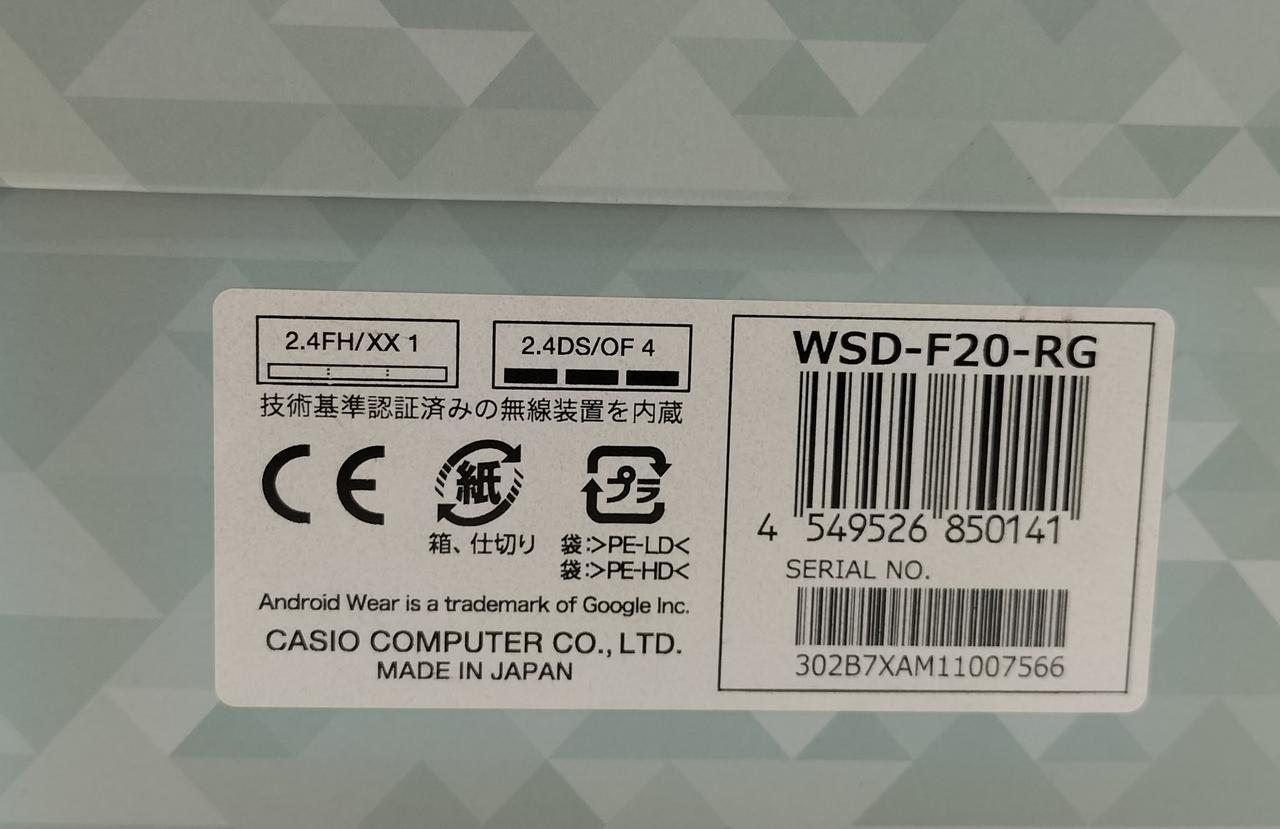 2.4FH/XX 1
2.4DS/OF 4
技術基準認証済みの無線装置を内蔵
CE
紙
プラ
箱、仕切り
袋:>PE-LD<
袋:>PE-HD<
Android Wear is a trademark of Google Inc.
CASIO COMPUTER CO., LTD.
MADE IN JAPAN
WSD-F20-RG
4 549526 850141
SERIAL NO.
302B7XAM11007566